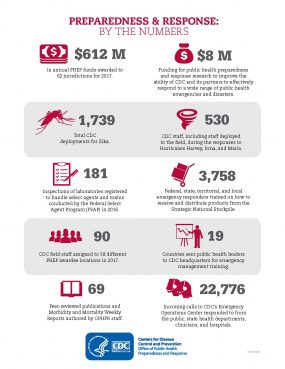 PREPAREDNESS & RESPONSE:
BY THE NUMBERS
$612 M
In annual PHEP funds awarded to
62 jurisdictions for 2017.
$8 M
Funding for public health preparedness
and response research to improve the
ability of CDC and its partners to effectively
respond to a wide range of public health
emergencies and disasters.
1,739
Total CDC
deployments for Zika.
530
CDC staff, including staff deployed
to the field, during the responses to
Hurricanes Harvey, Irma, and Maria.
181
Inspections of laboratories registered
to handle select agents and toxins
conducted by the Federal Select
Agent Program (FSAP) in 2016.
3,758
Federal, state, territorial, and local
emergency responders trained on how to
receive and distribute products from the
Strategic National Stockpile.
90
CDC field staff assigned to 58 different
PHEP awardee locations in 2017.
19
Countries sent public health leaders
to CDC headquarters for emergency
management training.
69
Peer-reviewed publications and
Morbidity and Mortality Weekly
Reports authored by OPHPR staff.
22,776
Incoming calls to CDC's Emergency
Operations Center responded to from
the public, state health departments,
clinicians, and hospitals.
CDC
Centers for Disease
Control and Prevention
Office of Public Health
Preparedness and Response